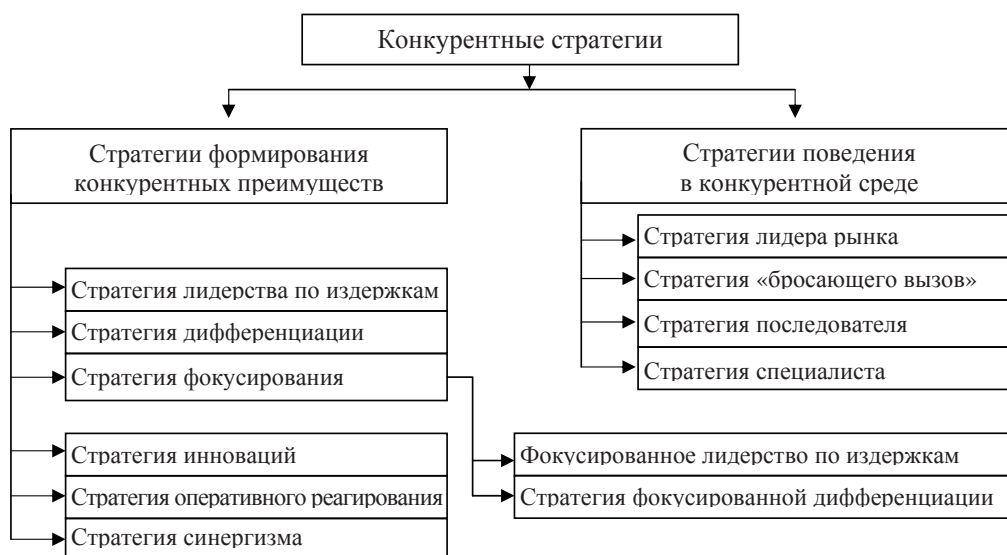 Конкурентные стратегии
Стратегии формирования
конкурентных преимуществ
Стратегии поведения
в конкурентной среде
Стратегия лидерства по издержкам
Стратегия дифференциации
Стратегия фокусирования
Стратегия инноваций
Стратегия оперативного реагирования
Стратегия синергизма
Стратегия лидера рынка
Стратегия «бросающего вызов»
Стратегия последователя
Стратегия специалиста
Фокусированное лидерство по издержкам
Стратегия фокусированной дифференциации